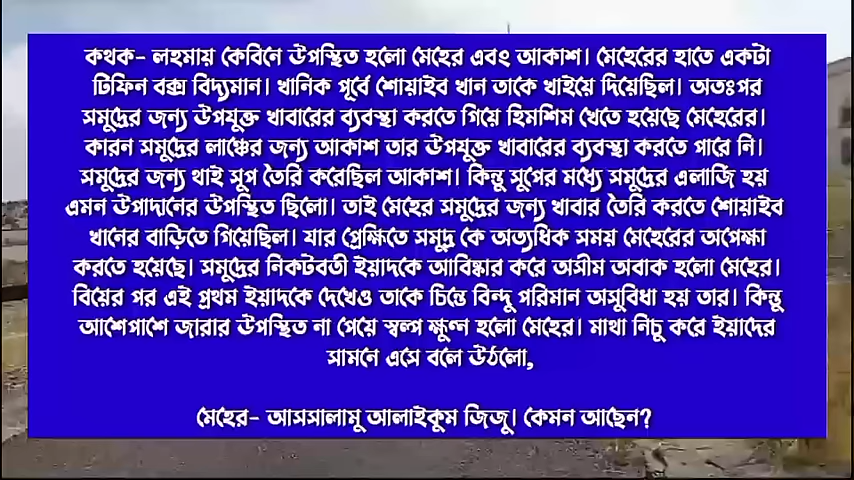 কথক- লহমায় কেবিনে উপস্থিত হলো মেহের এবং আকাশ। মেহেরের হাতে একটা
টিফিন বক্স বিদ্যমান। খানিক পূর্বে শোয়াইব খান তাকে খাইয়ে দিয়েছিল। অতঃপর
সমুদ্রের জন্য উপযুক্ত খাবারের ব্যবস্থা করতে গিয়ে হিমশিম খেতে হয়েছে মেহেরের।
কারন সমুদ্রের লাঞ্চের জন্য আকাশ তার উপযুক্ত খাবারের ব্যবস্থা করতে পারে নি।
সমুদ্রের জন্য থাই সুপ তৈরি করেছিল আকাশ। কিন্তু সুপের মধ্যে সমুদ্রের এলার্জি হয়
এমন উপাদানের উপস্থিত ছিলো। তাই মেহের সমুদ্রের জন্য খাবার তৈরি করতে শোয়াইব
খানের বাড়িতে গিয়েছিল। যার প্রেক্ষিতে সমুদ্র কে অত্যধিক সময় মেহেরের অপেক্ষা
করতে হয়েছে। সমুদ্রের নিকটবর্তী ইয়াদকে আবিষ্কার করে অসীম অবাক হলো মেহের।
বিয়ের পর এই প্রথম ইয়াদকে দেখেও তাকে চিন্তে বিন্দু পরিমান অসুবিধা হয় তার। কিন্তু
আশেপাশে জারার উপস্থিত না পেয়ে স্বল্প ক্ষুণ্ণ হলো মেহের। মাথা নিচু করে ইয়াদের
সামনে এসে বলে উঠলো,
মেহের- আসসালামু আলাইকুম জিজু। কেমন আছেন?